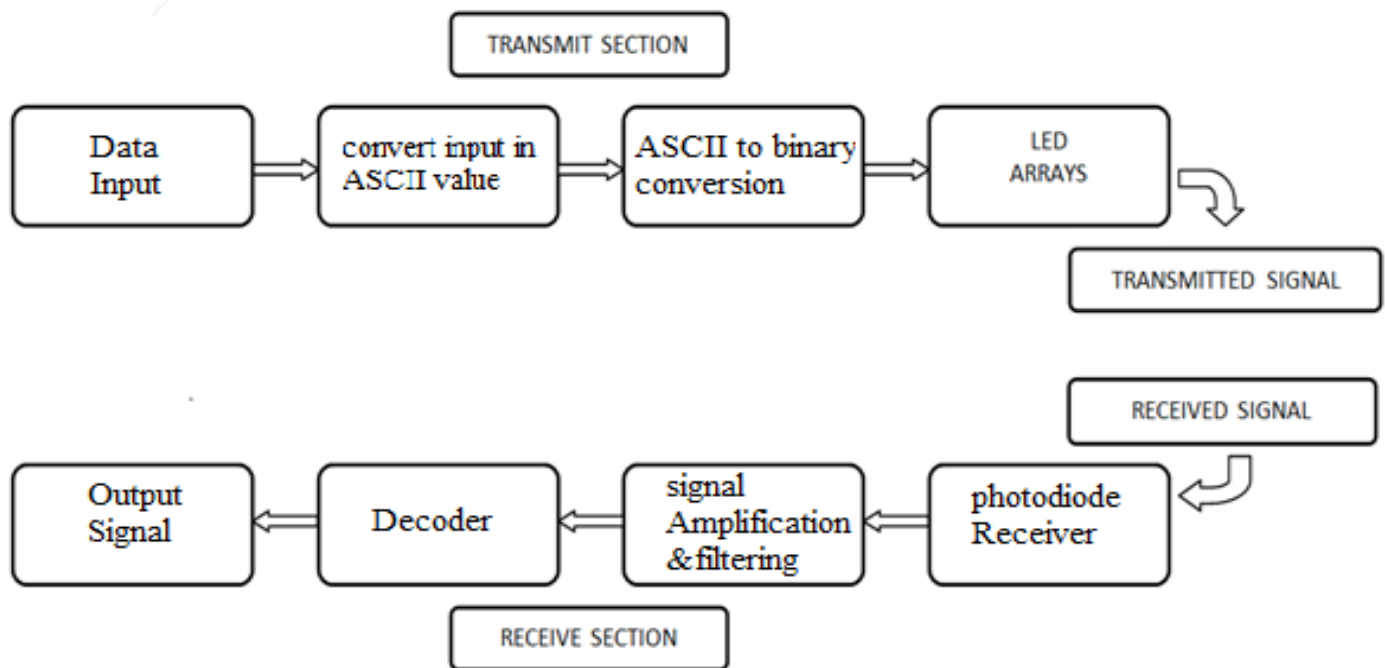 TRANSMIT SECTION
Data
Input
convert input in
ASCII value
ASCII to binary
conversion
LED
ARRAYS
TRANSMITTED SIGNAL
RECEIVED SIGNAL
photodiode
Receiver
signal
Amplification
&filtering
Decoder
Output
Signal
RECEIVE SECTION